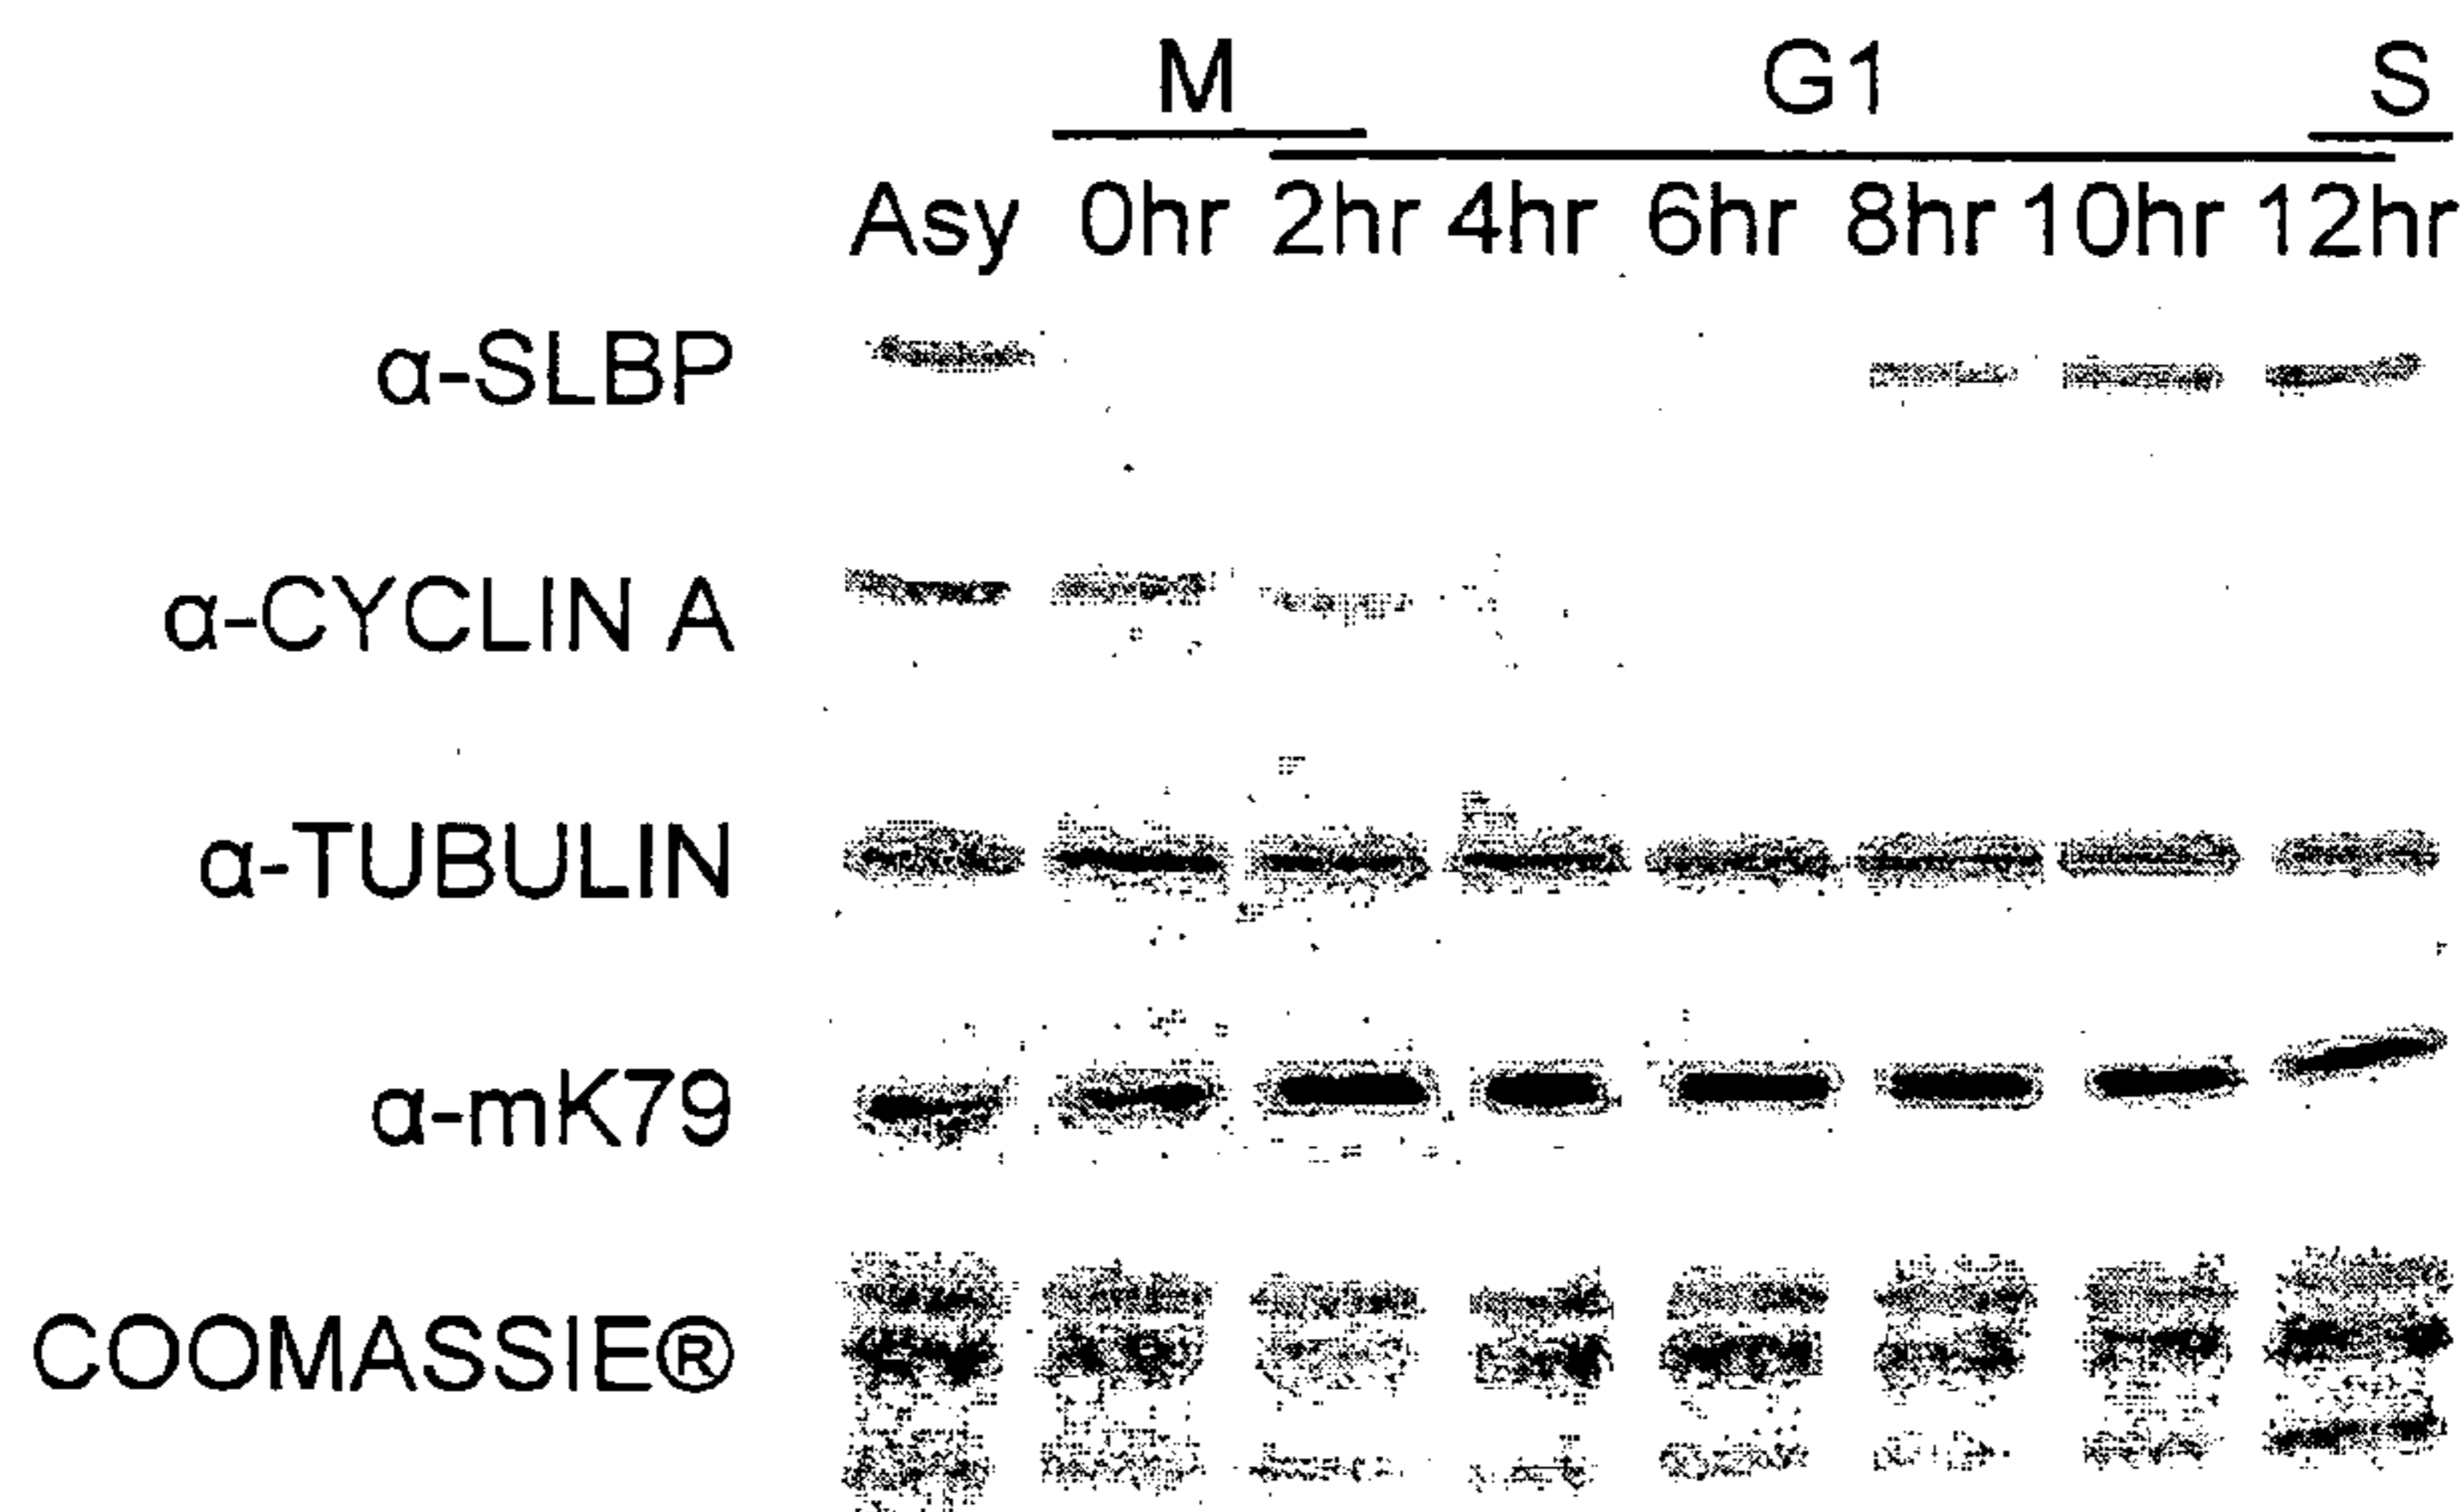 M G1 S
Asy 0hr 2hr 4hr 6hr 8hr 10hr 12hr
α-SLBP
α-CYCLIN A
α-TUBULIN
α-mK79
COOMASSIE®